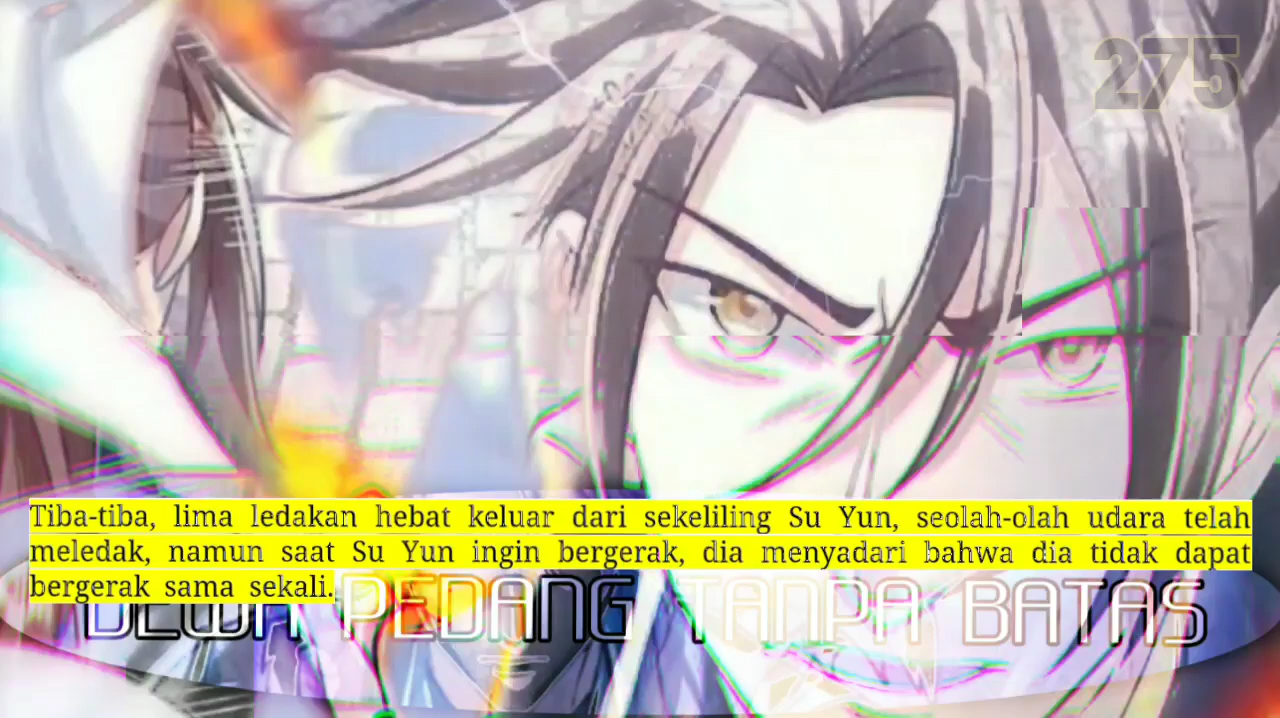 275
Tiba-tiba, lima ledakan hebat keluar dari sekeliling Su Yun, seolah-olah udara telah
meledak, namun saat Su Yun ingin bergerak, dia menyadari bahwa dia tidak dapat
bergerak sama sekali.
DEWA PEDANG TANPA BATAS